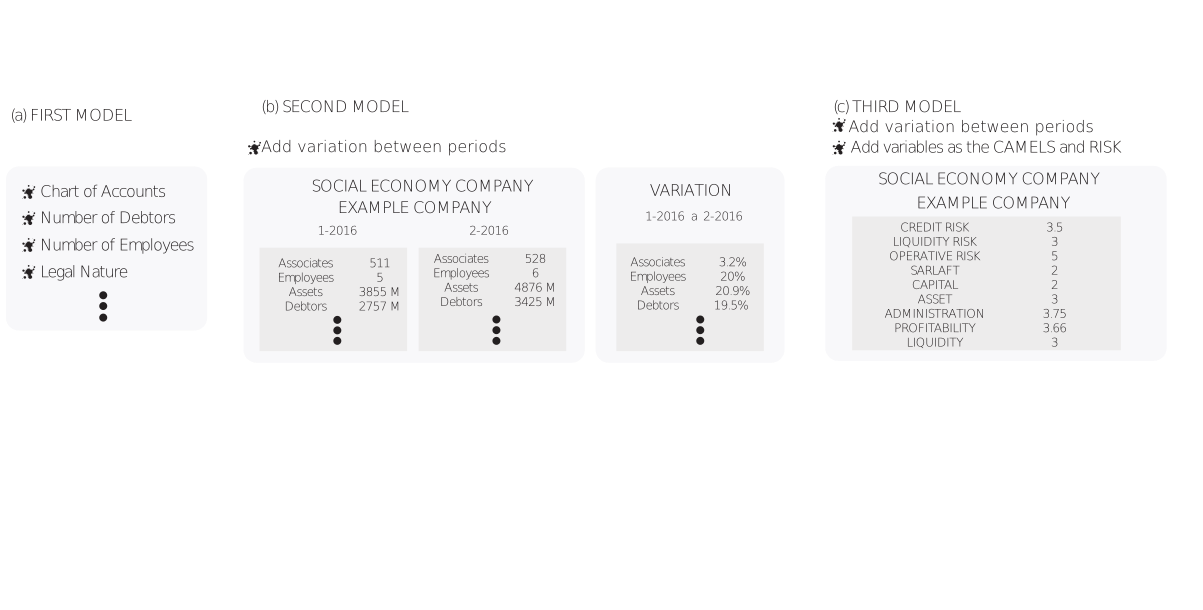 (a) FIRST MODEL
Chart of Accounts
Number of Debtors
Number of Employees
Legal Nature
(b) SECOND MODEL
Add variation between periods
SOCIAL ECONOMY COMPANY
EXAMPLE COMPANY
1-2016
Associates 511
Employees 5
Assets 3855 M
Debtors 2757 M
2-2016
Associates 528
Employees 6
Assets 4876 M
Debtors 3425 M
VARIATION
1-2016 a 2-2016
Associates 3.2%
Employees 20%
Assets 20.9%
Debtors 19.5%
(c) THIRD MODEL
Add variation between periods
Add variables as the CAMELS and RISK
SOCIAL ECONOMY COMPANY
EXAMPLE COMPANY
CREDIT RISK 3.5
LIQUIDITY RISK 3
OPERATIVE RISK 5
SARLAFT 2
CAPITAL 2
ASSET 3
ADMINISTRATION 3.75
PROFITABILITY 3.66
LIQUIDITY 3